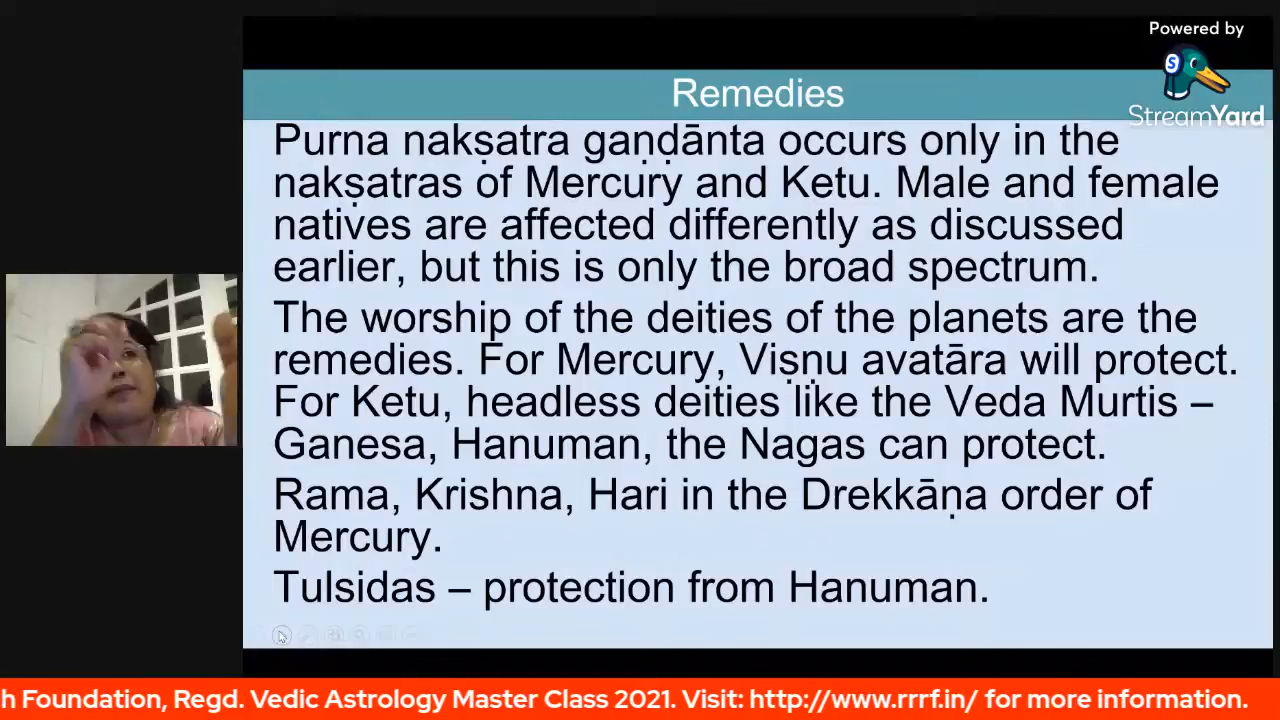 Powered by
StreamYard
Remedies
Purna nakṣatra gaṇḍānta occurs only in the
nakṣatras of Mercury and Ketu. Male and female
natives are affected differently as discussed
earlier, but this is only the broad spectrum.
The worship of the deities of the planets are the
remedies. For Mercury, Viṣṇu avatāra will protect.
For Ketu, headless deities like the Veda Murtis –
Ganesa, Hanuman, the Nagas can protect.
Rama, Krishna, Hari in the Drekkāṇa order of
Mercury.
Tulsidas – protection from Hanuman.
h Foundation, Regd. Vedic Astrology Master Class 2021. Visit: http://www.rrrf.in/ for more information.